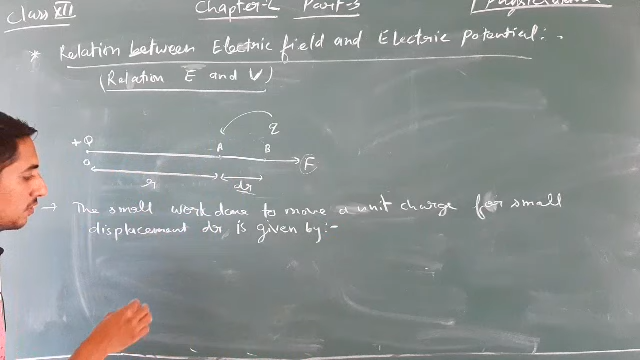 Class XII
Chapter-2 Part-3
* Relation between Electric field and Electric Potential:-
(Relation E and V)
+Q
q
A B
O
F
r
dr
→ The small work done to move a unit charge for small
displacement dr is given by:-